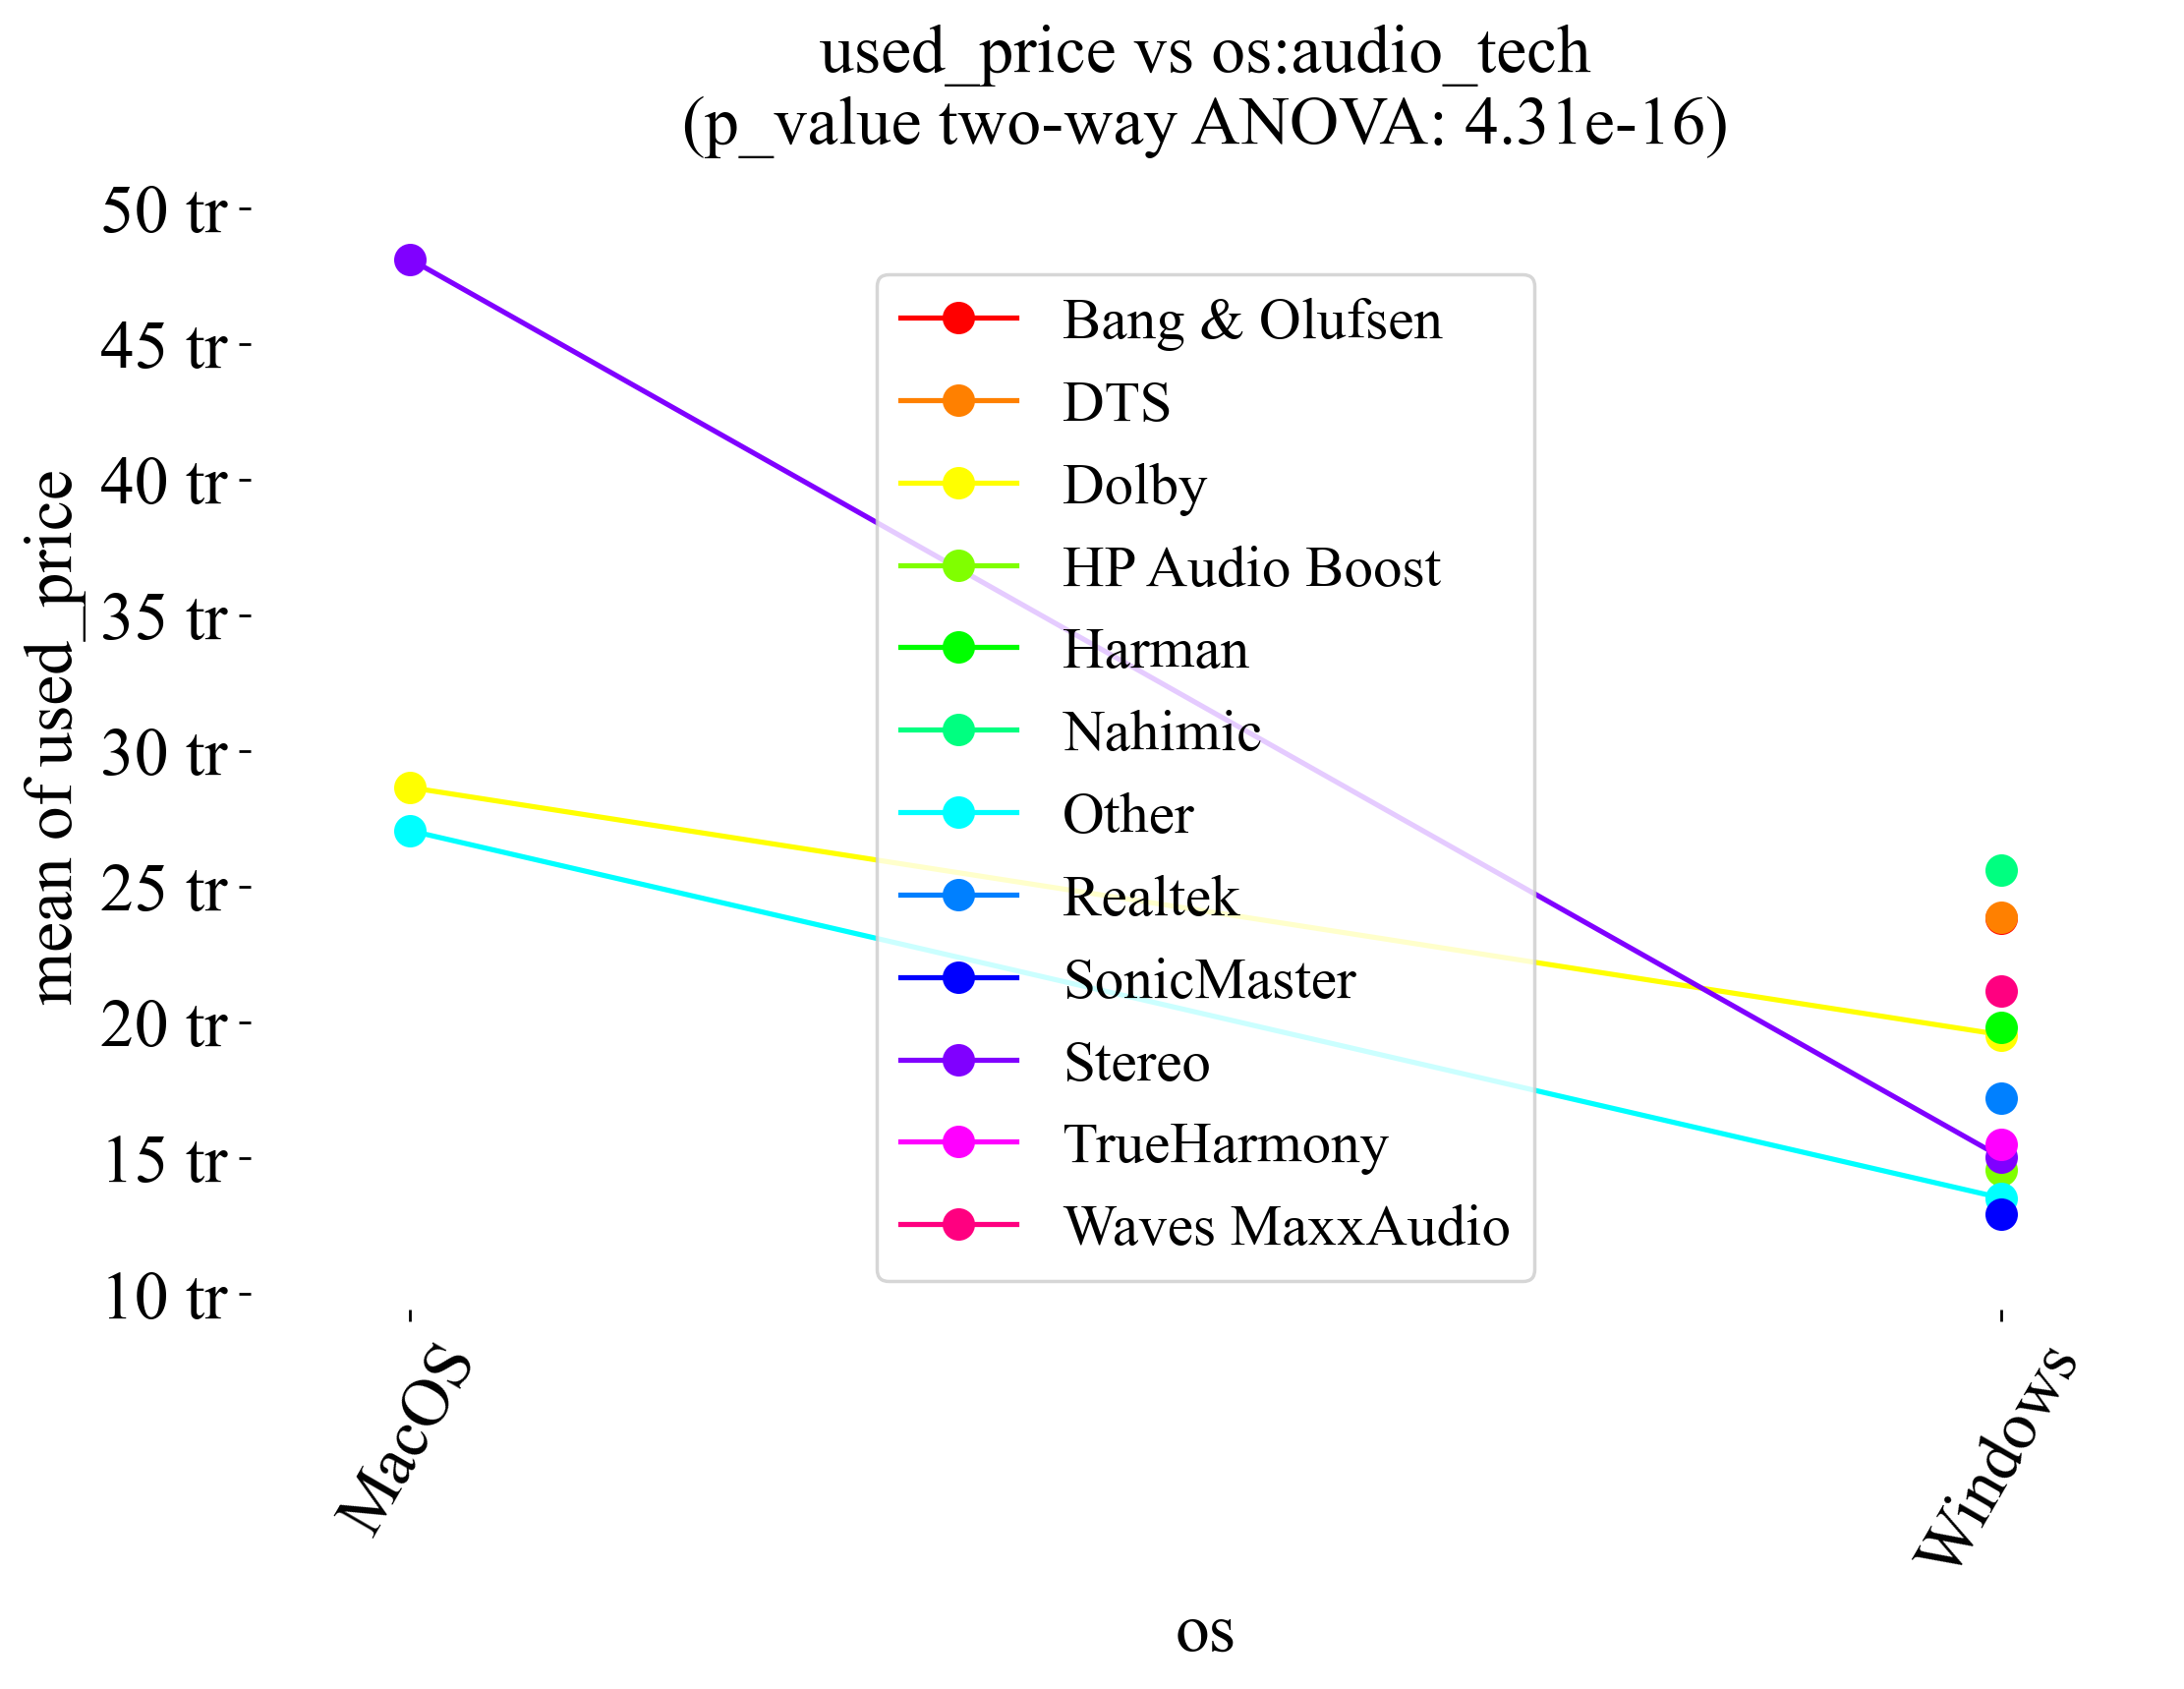 used_price vs os:audio_tech
(p_value two-way ANOVA: 4.31e-16)
50 tr
45 tr
40 tr
35 tr
30 tr
25 tr
20 tr
15 tr
10 tr
mean of used_price
Bang & Olufsen
DTS
Dolby
HP Audio Boost
Harman
Nahimic
Other
Realtek
SonicMaster
Stereo
TrueHarmony
Waves MaxxAudio
MacOS
Windows
os